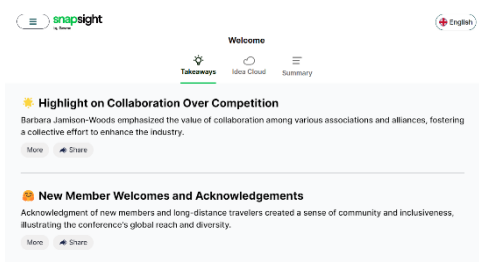 snapsight
English
Welcome
Takeaways
Idea Cloud
Summary
🌟 Highlight on Collaboration Over Competition
Barbara Jamison-Woods emphasized the value of collaboration among various associations and alliances, fostering
a collective effort to enhance the industry.
More
Share
🤗 New Member Welcomes and Acknowledgements
Acknowledgment of new members and long-distance travelers created a sense of community and inclusiveness,
illustrating the conference's global reach and diversity.
More
Share